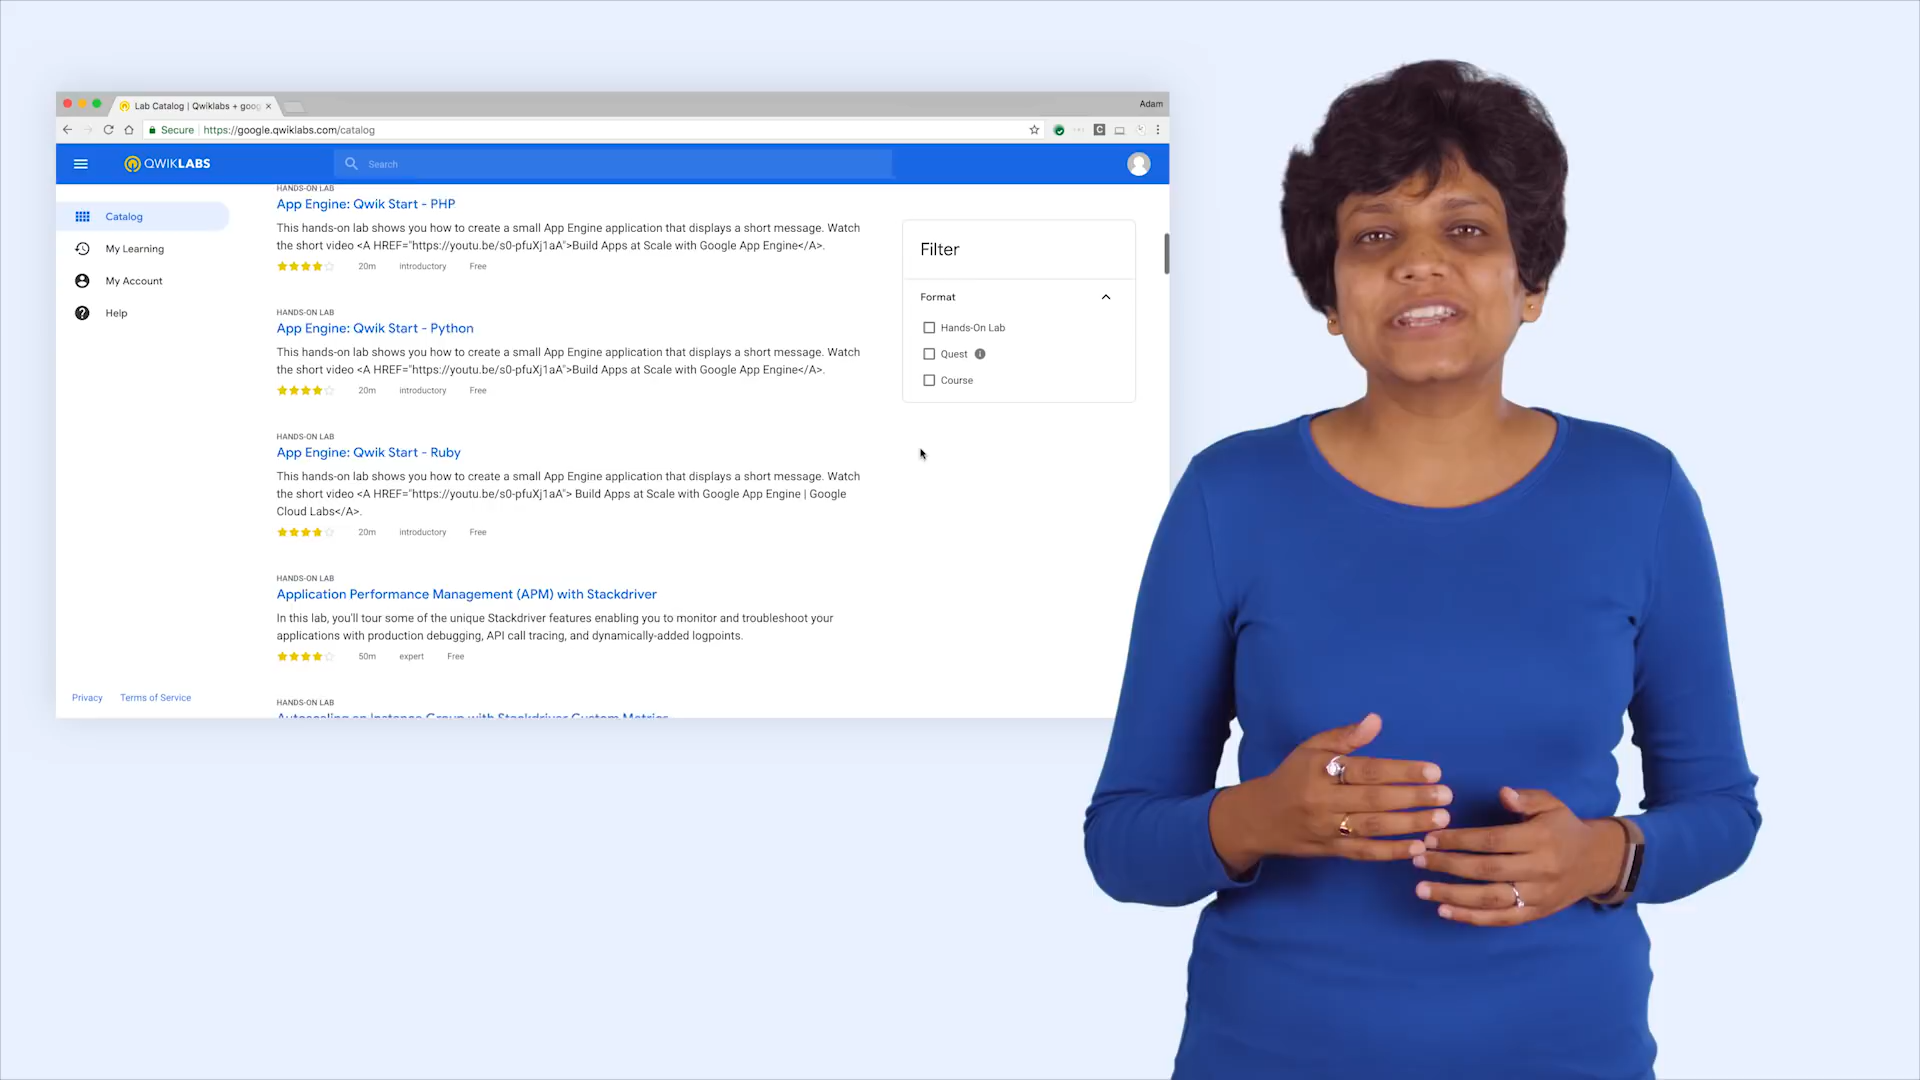 Lab Catalog | Qwiklabs + goog
Adam
Secure
https://google.qwiklabs.com/catalog
QWIKLABS
Search
Catalog
My Learning
My Account
Help
Privacy
Terms of Service
HANDS-ON LAB
App Engine: Qwik Start - PHP
This hands-on lab shows you how to create a small App Engine application that displays a short message. Watch
the short video <A HREF="https://youtu.be/s0-pfuXj1aA">Build Apps at Scale with Google App Engine</A>.
20m introductory Free
HANDS-ON LAB
App Engine: Qwik Start - Python
This hands-on lab shows you how to create a small App Engine application that displays a short message. Watch
the short video <A HREF="https://youtu.be/s0-pfuXj1aA">Build Apps at Scale with Google App Engine</A>.
20m introductory Free
HANDS-ON LAB
App Engine: Qwik Start - Ruby
This hands-on lab shows you how to create a small App Engine application that displays a short message. Watch
the short video <A HREF="https://youtu.be/s0-pfuXj1aA"> Build Apps at Scale with Google App Engine | Google
Cloud Labs</A>.
20m introductory Free
HANDS-ON LAB
Application Performance Management (APM) with Stackdriver
In this lab, you'll tour some of the unique Stackdriver features enabling you to monitor and troubleshoot your
applications with production debugging, API call tracing, and dynamically-added logpoints.
50m expert Free
HANDS-ON LAB
Autoscaling an Instance Group with Stackdriver Custom Metrics
Filter
Format
Hands-On Lab
Quest
Course